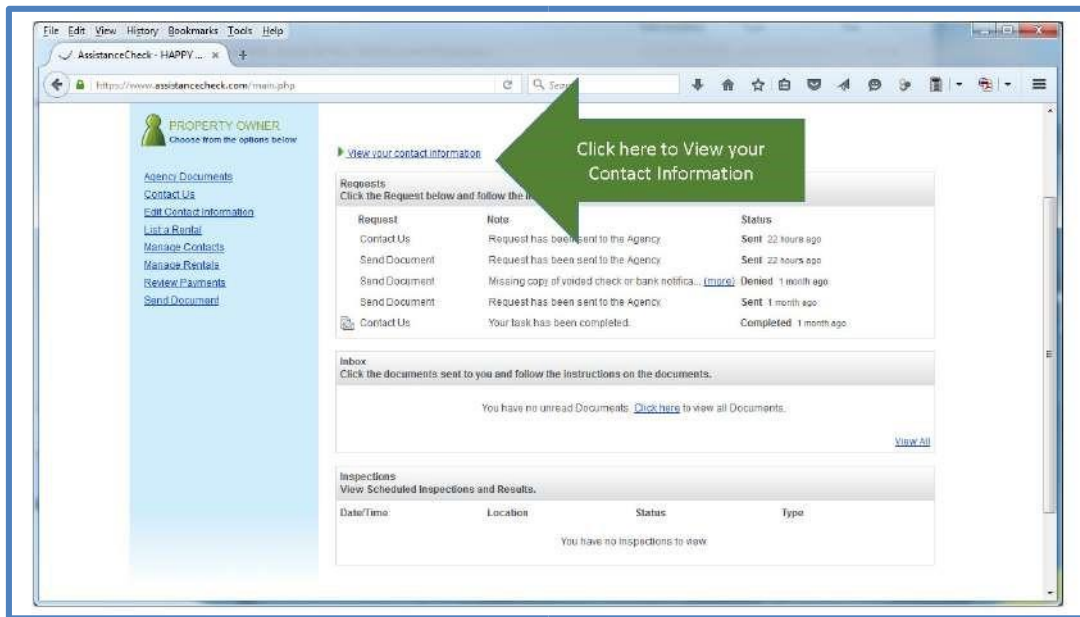 File Edit View History Bookmarks Tools Help
AssistanceCheck - HAPPY ... × +
https://www.assistancecheck.com/main.php
PROPERTY OWNER
Choose from the options below
Agency Documents
Contact Us
Edit Contact Information
List a Rental
Manage Contacts
Manage Rentals
Review Payments
Send Document
View your contact information
Click here to View your
Contact Information
Requests
Click the Request below and follow the
Request Note Status
Contact Us Request has been sent to the Agency Sent 22 hours ago
Send Document Request has been sent to the Agency Sent 22 hours ago
Send Document Missing copy of voided check or bank notifica... (more) Denied 1 month ago
Send Document Request has been sent to the Agency Sent 1 month ago
Contact Us Your task has been completed. Completed 1 month ago
Inbox
Click the documents sent to you and follow the instructions on the documents.
You have no unread Documents. Click here to view all Documents.
View All
Inspections
View Scheduled Inspections and Results.
Date/Time Location Status Type
You have no Inspections to view